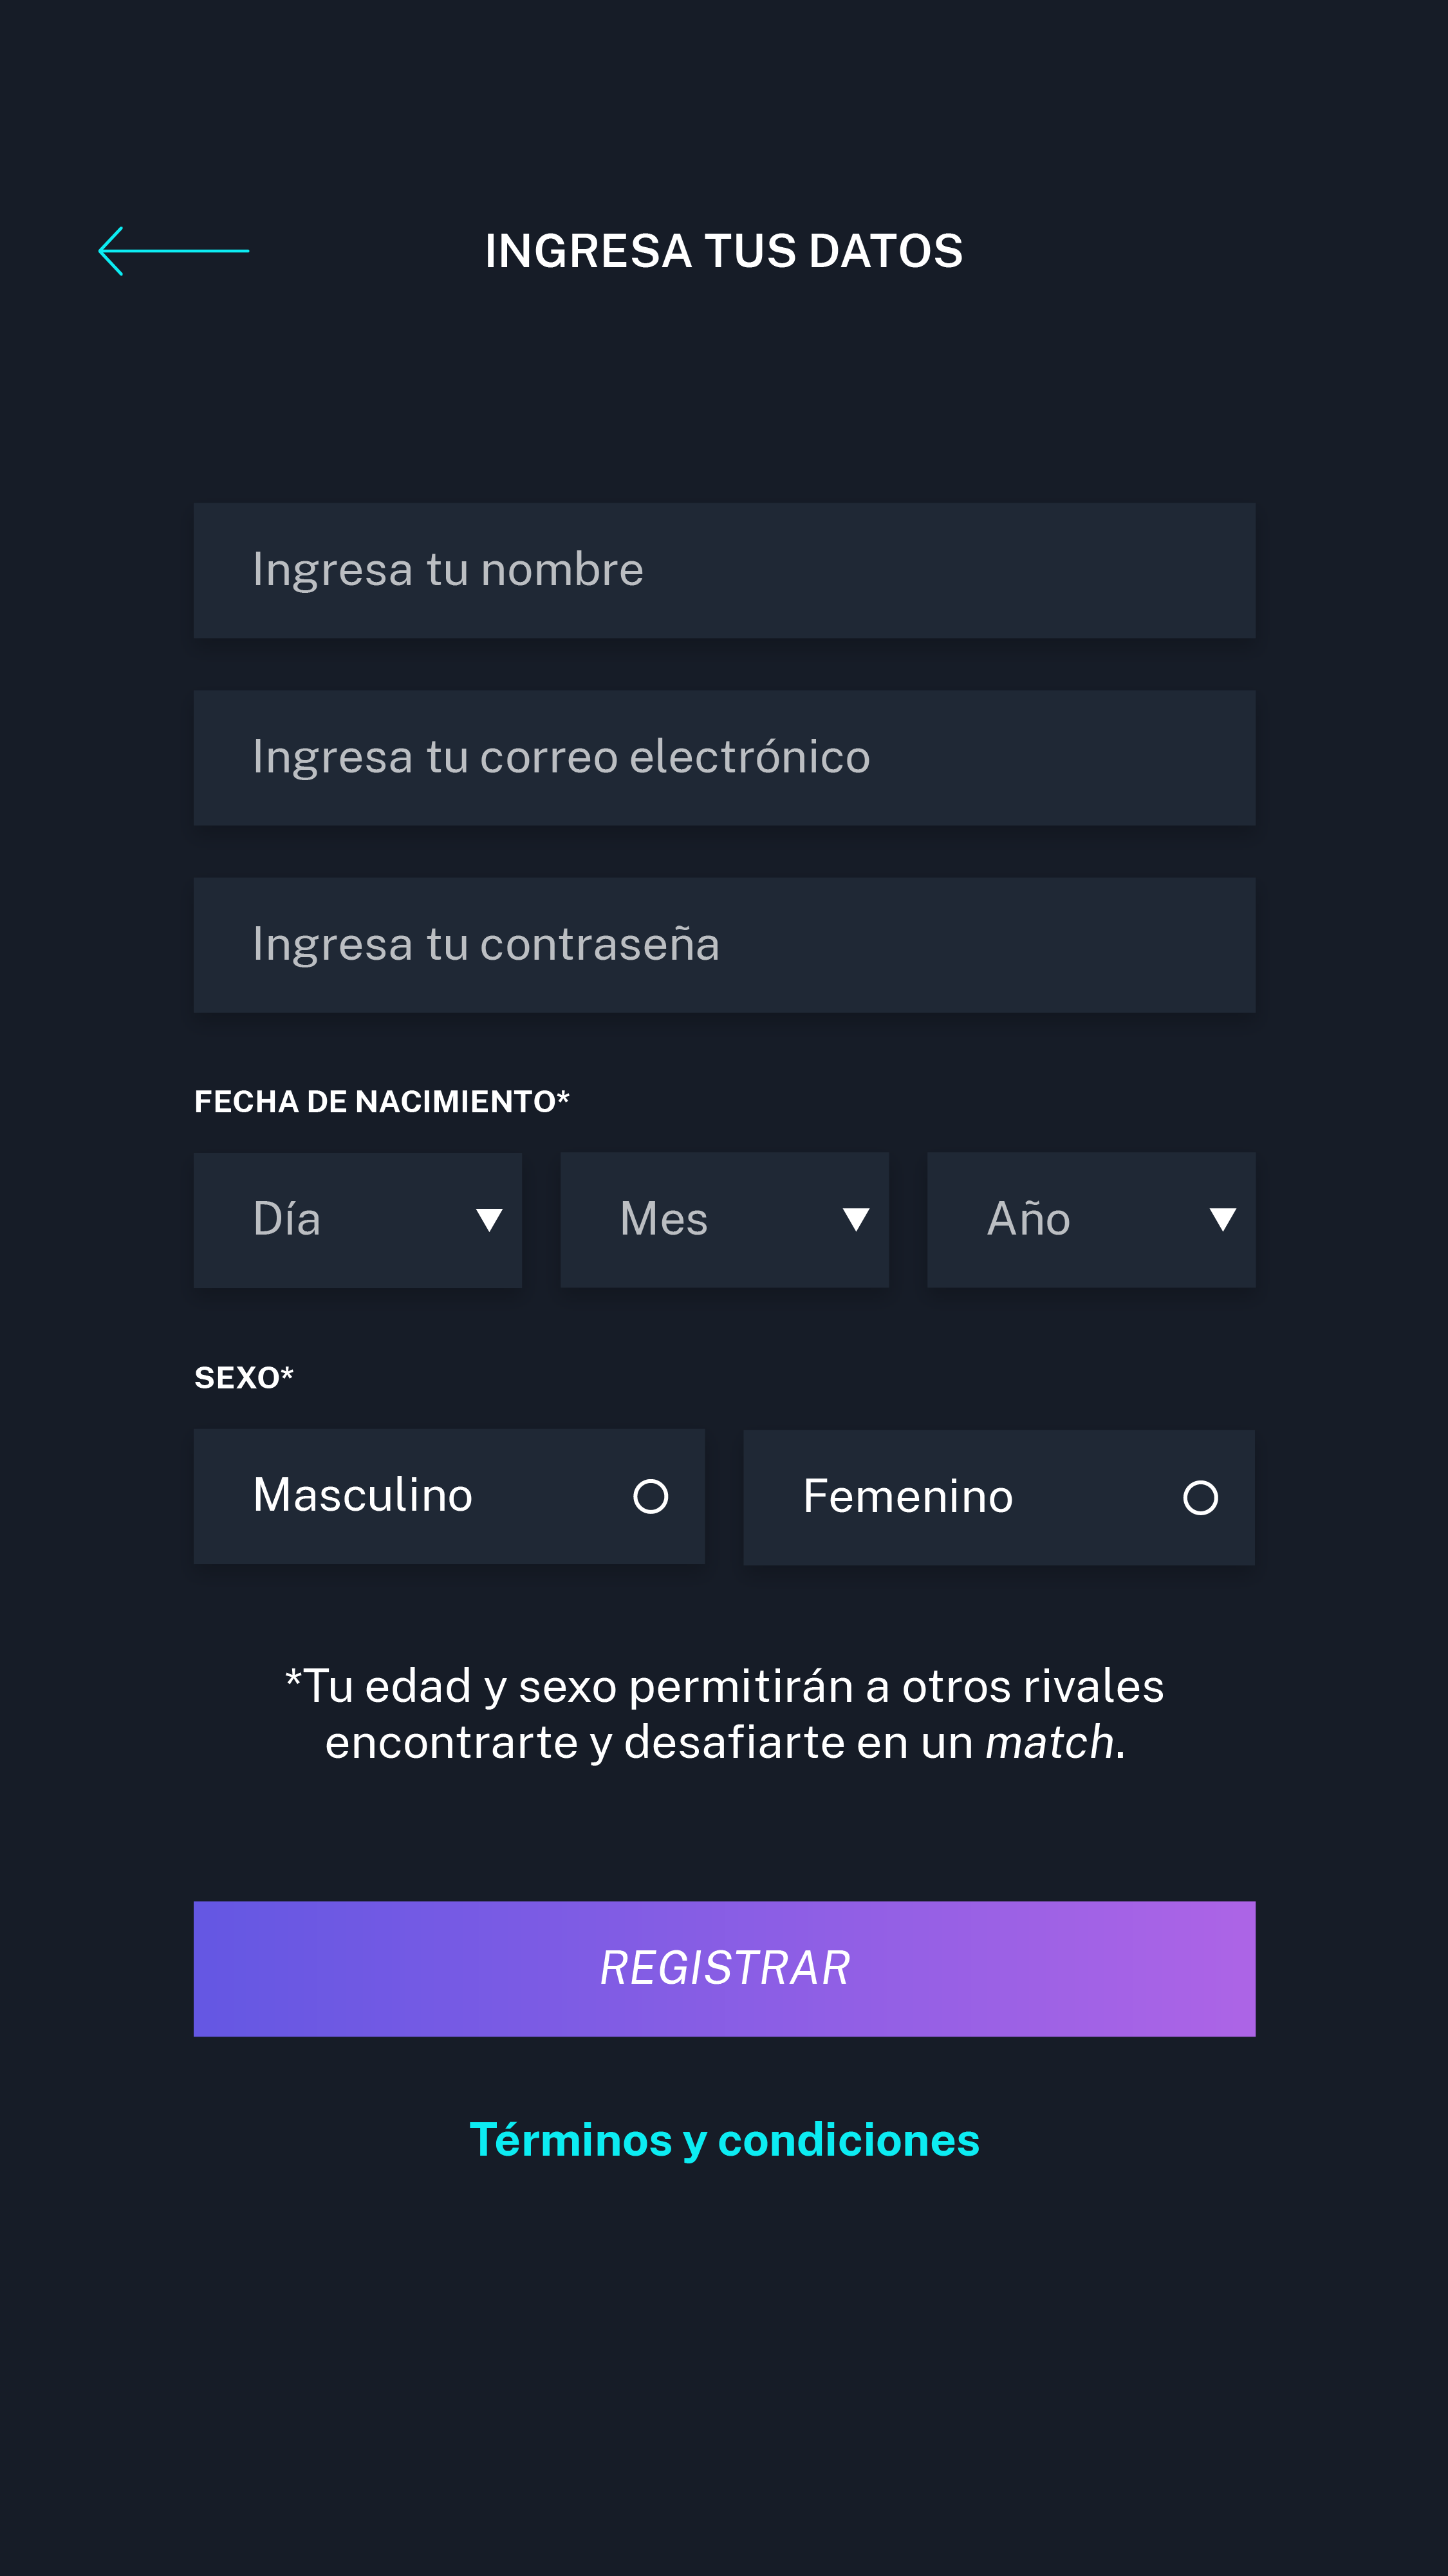 INGRESA TUS DATOS
Ingresa tu nombre
Ingresa tu correo electrónico
Ingresa tu contraseña
FECHA DE NACIMIENTO*
Día Mes Año
SEXO*
Masculino Femenino
*Tu edad y sexo permitirán a otros rivales
encontrarte y desafiarte en un match.
REGISTRAR
Términos y condiciones